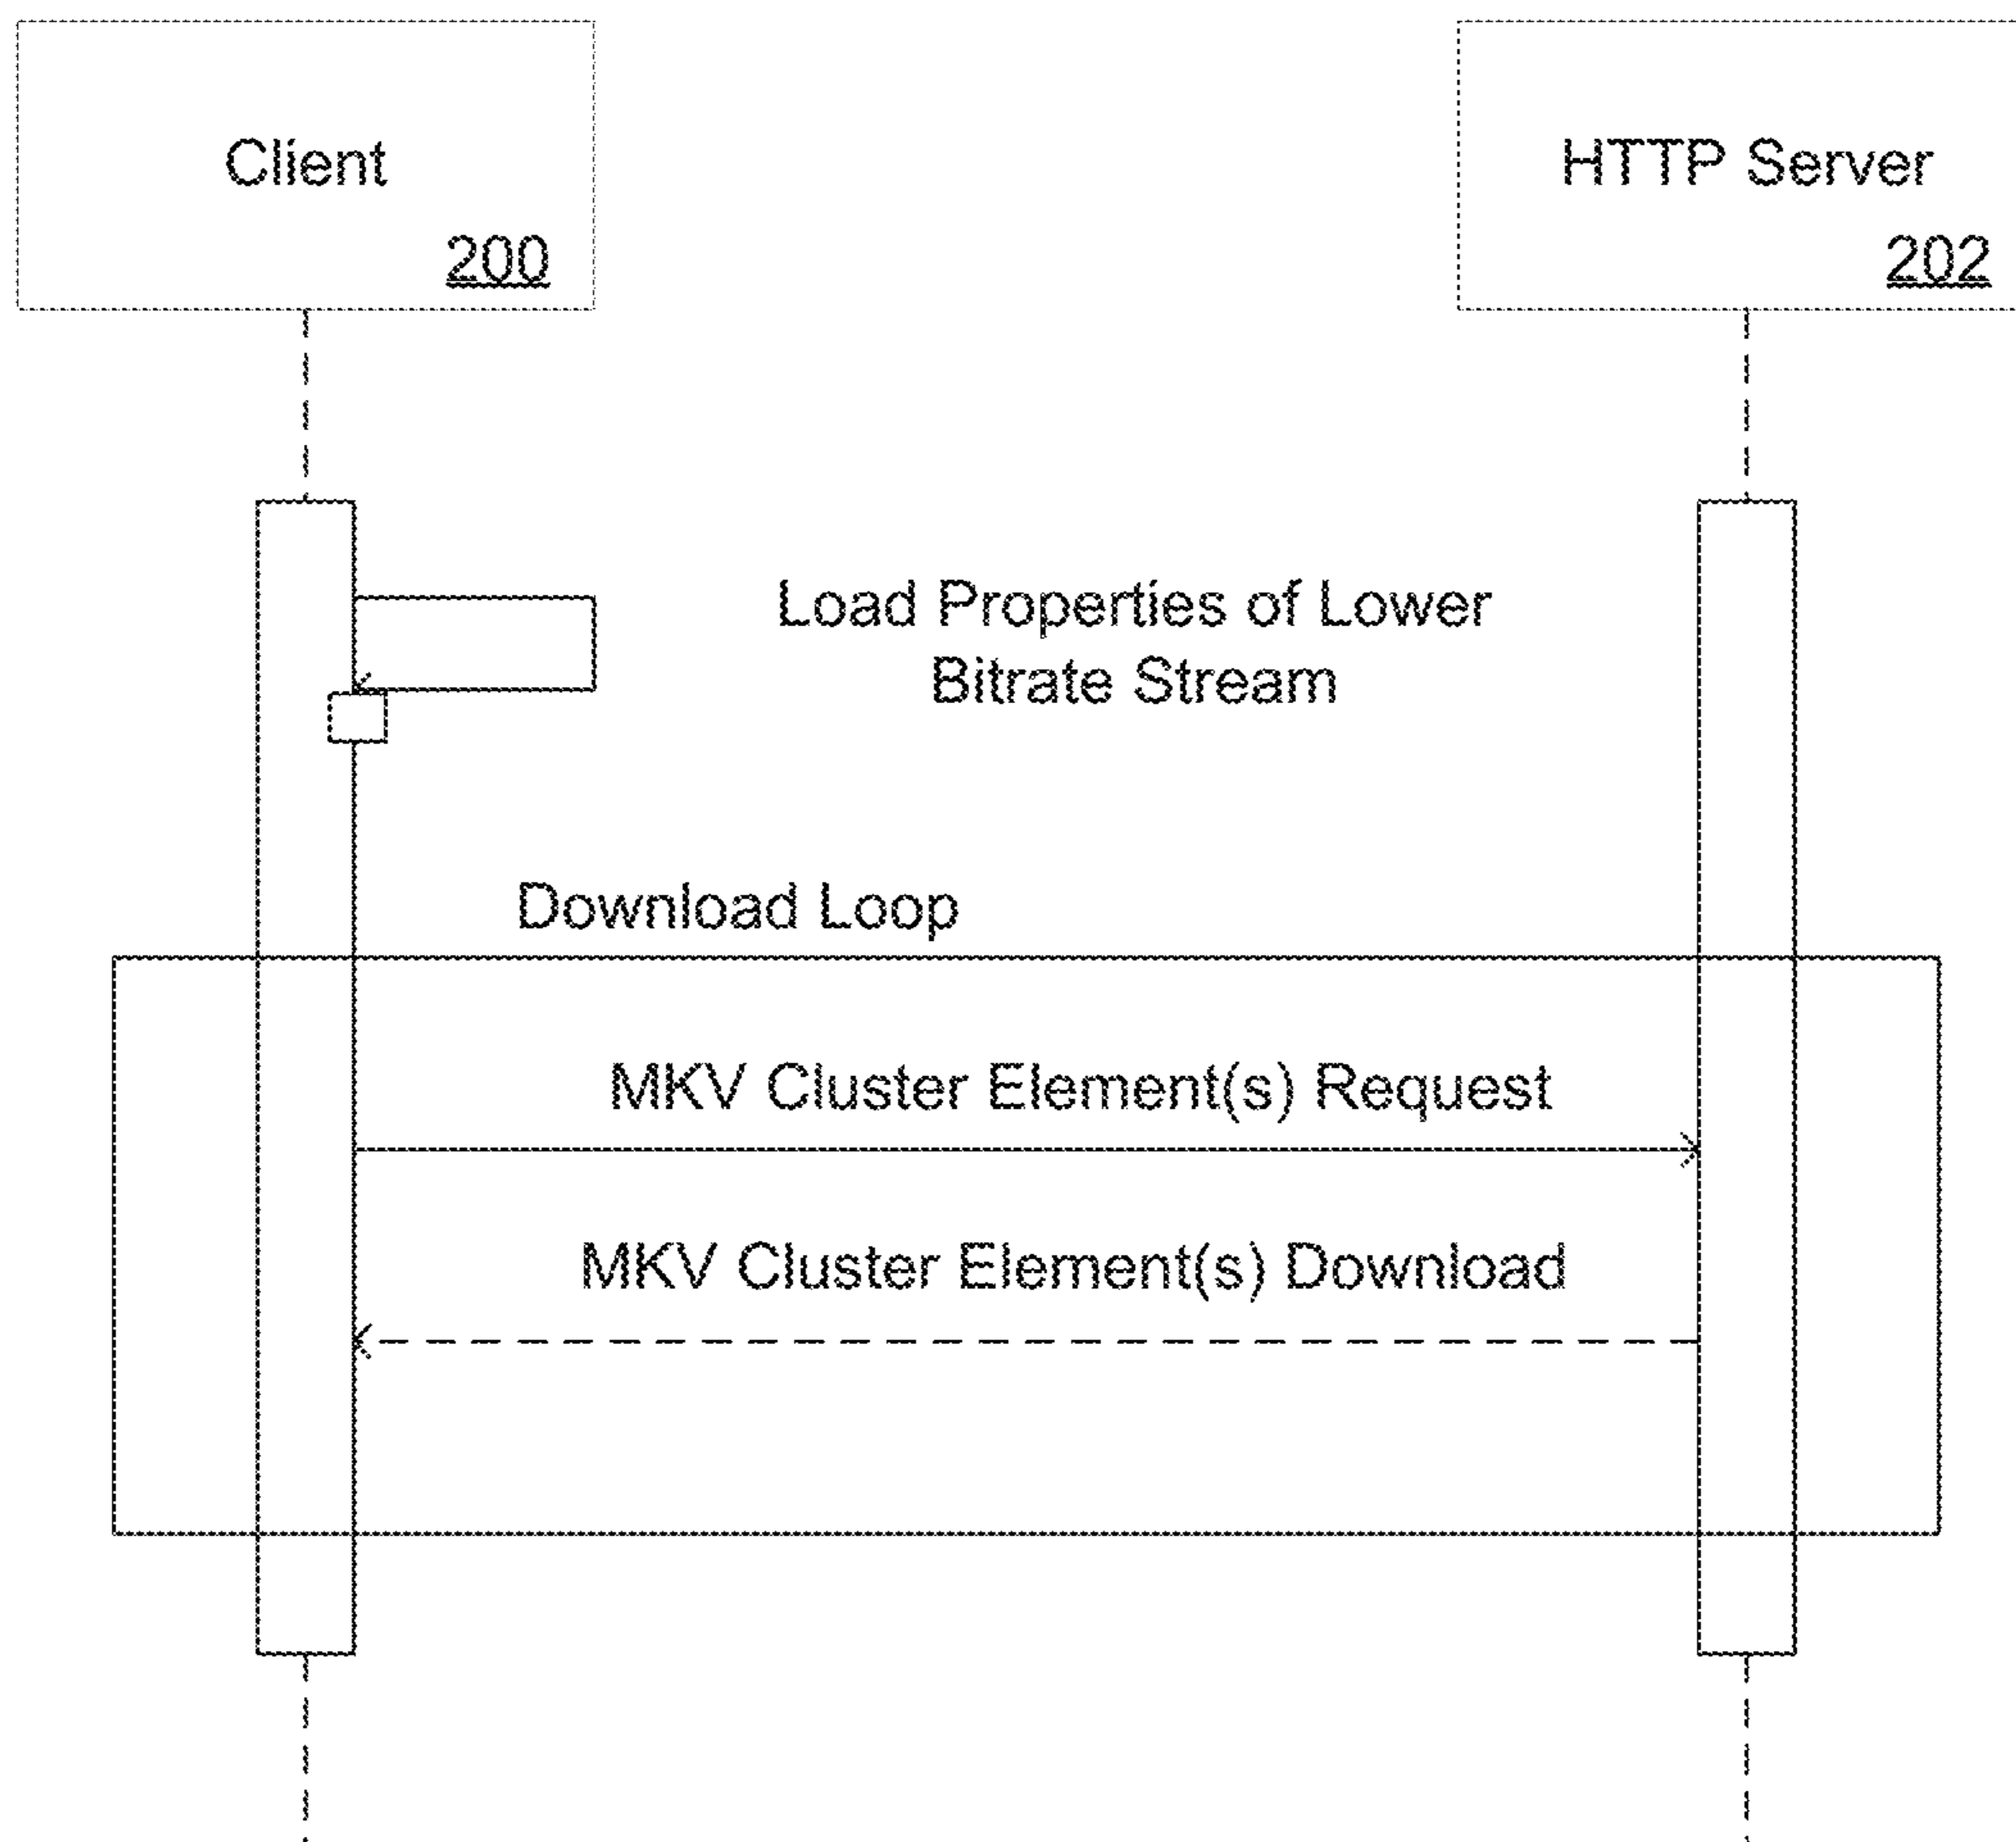 Client
200
HTTP Server
202
Load Properties of Lower
Bitrate Stream
Download Loop
MKV Cluster Element(s) Request
MKV Cluster Element(s) Download